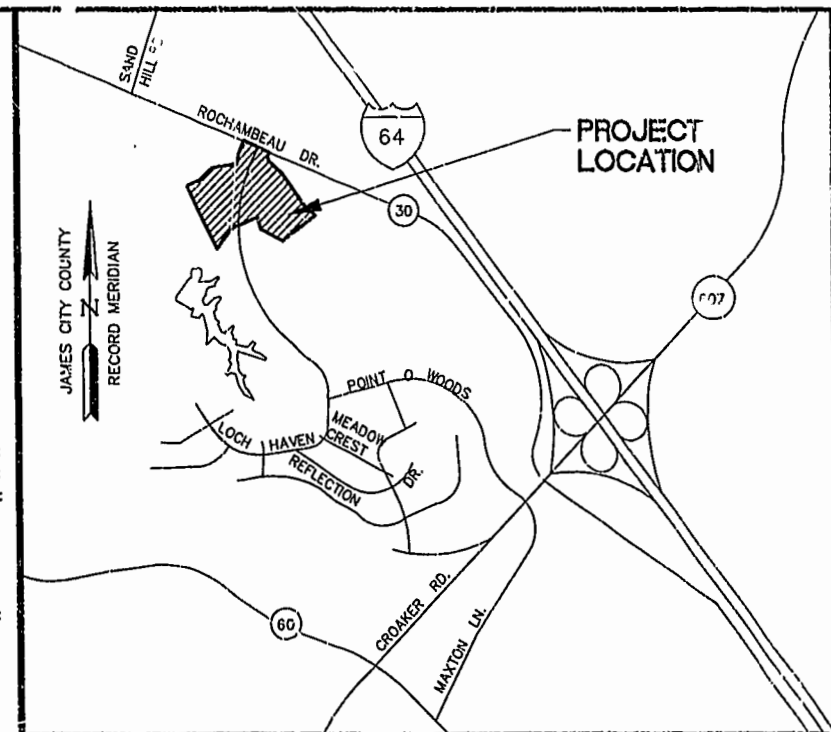 SAND
HILL
ROCHAMBEAU DR.
64
PROJECT
LOCATION
30
JAMES CITY COUNTY
N
RECORD MERIDIAN
607
POINT O WOODS
LOCH HAVEN
MEADOW
CREST
DR.
REFLECTION
60
CROAKER RD.
MAXTON LN.